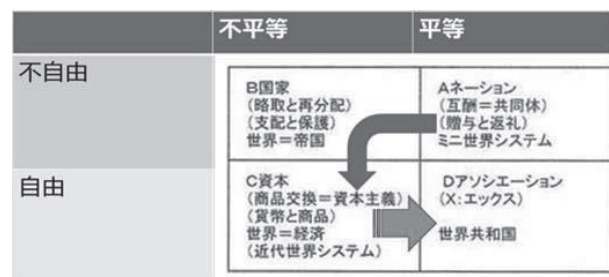 不平等
平等
不自由
B国家
(略取と再分配)
(支配と保護)
世界=帝国
Aネーション
(互酬=共同体)
(贈与と返礼)
ミニ世界システム
自由
C資本
(商品交換=資本主義)
(貨幣と商品)
世界=経済
(近代世界システム)
Dアソシエーション
(X:エックス)
世界共和国